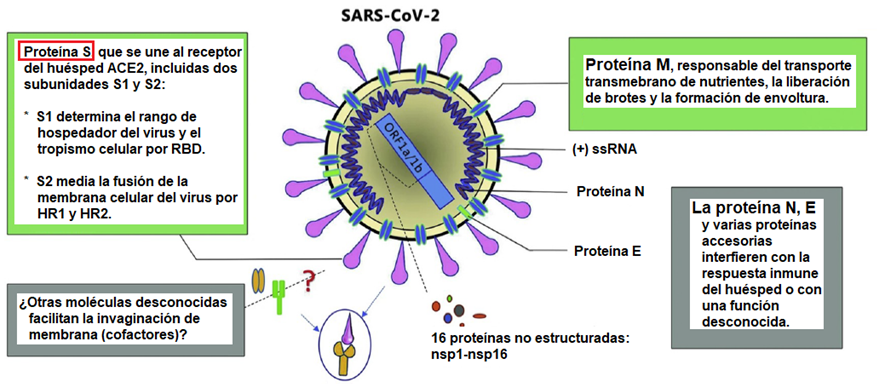 SARS-CoV-2
Proteína S que se une al receptor
del huésped ACE2, incluidas dos
subunidades S1 y S2:
* S1 determina el rango de
hospedador del virus y el
tropismo celular por RBD.
* S2 media la fusión de la
membrana celular del virus por
HR1 y HR2.
Proteína M, responsable del transporte
transmembrano de nutrientes, la liberación
de brotes y la formación de envoltura.
ORF1a/1b
(+) ssRNA
Proteína N
Proteína E
La proteína N, E
y varias proteínas
accesorias
interfieren con la
respuesta inmune
del huésped o con
una función
desconocida.
?
¿Otras moléculas desconocidas
facilitan la invaginación de
membrana (cofactores)?
16 proteínas no estructuradas:
nsp1-nsp16